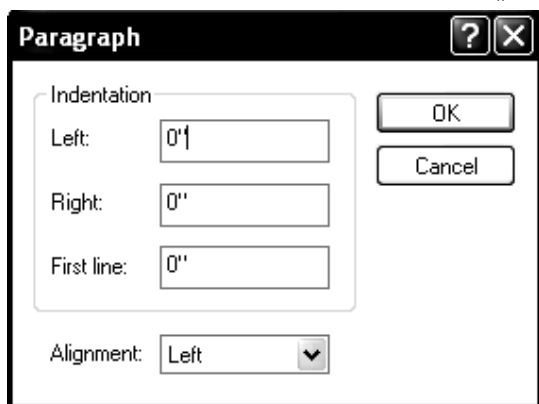 Paragraph
Indentation
Left: 0"
Right: 0"
First line: 0"
Alignment: Left
OK
Cancel